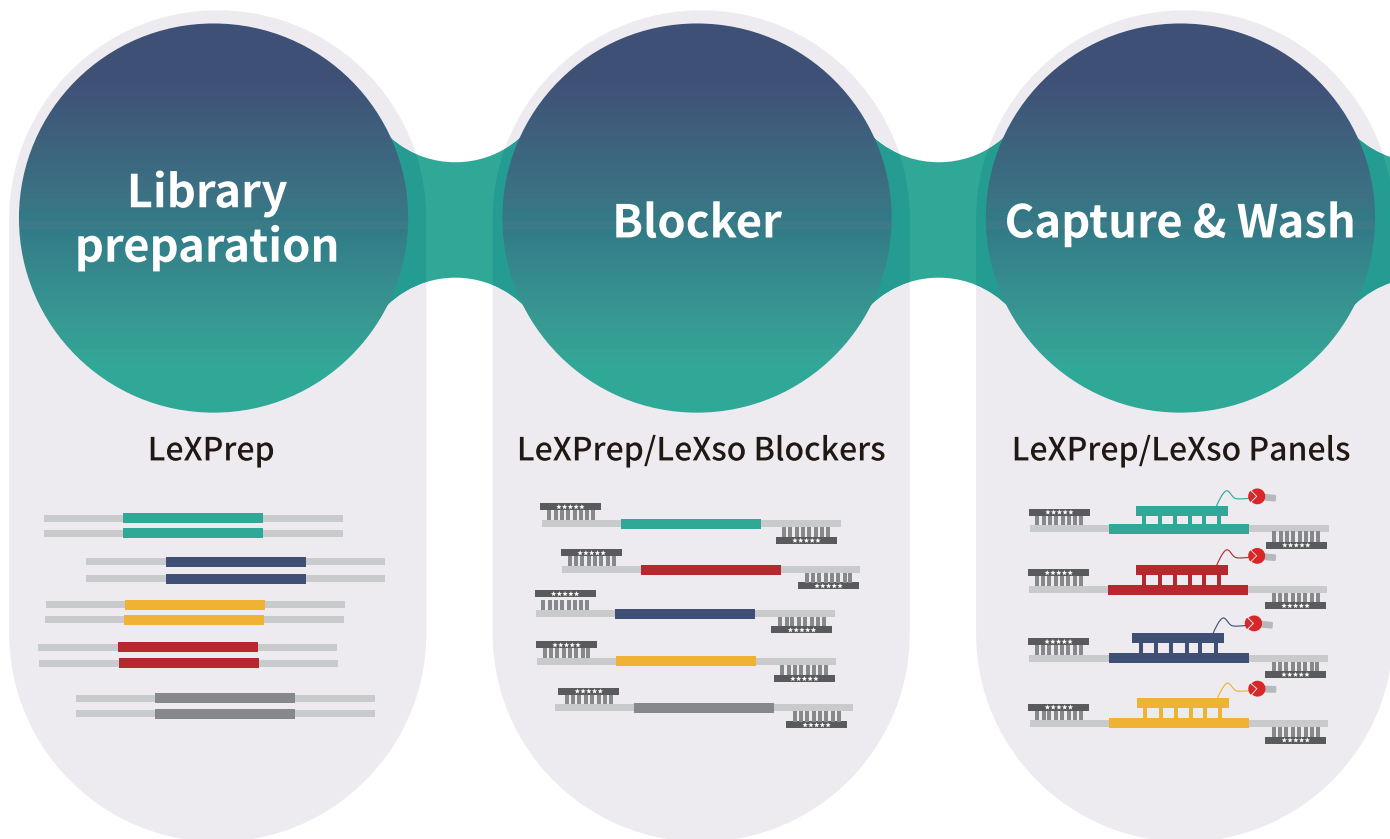 Library
preparation
Blocker
Capture & Wash
LeXPrep
LeXPrep/LeXso Blockers
LeXPrep/LeXso Panels